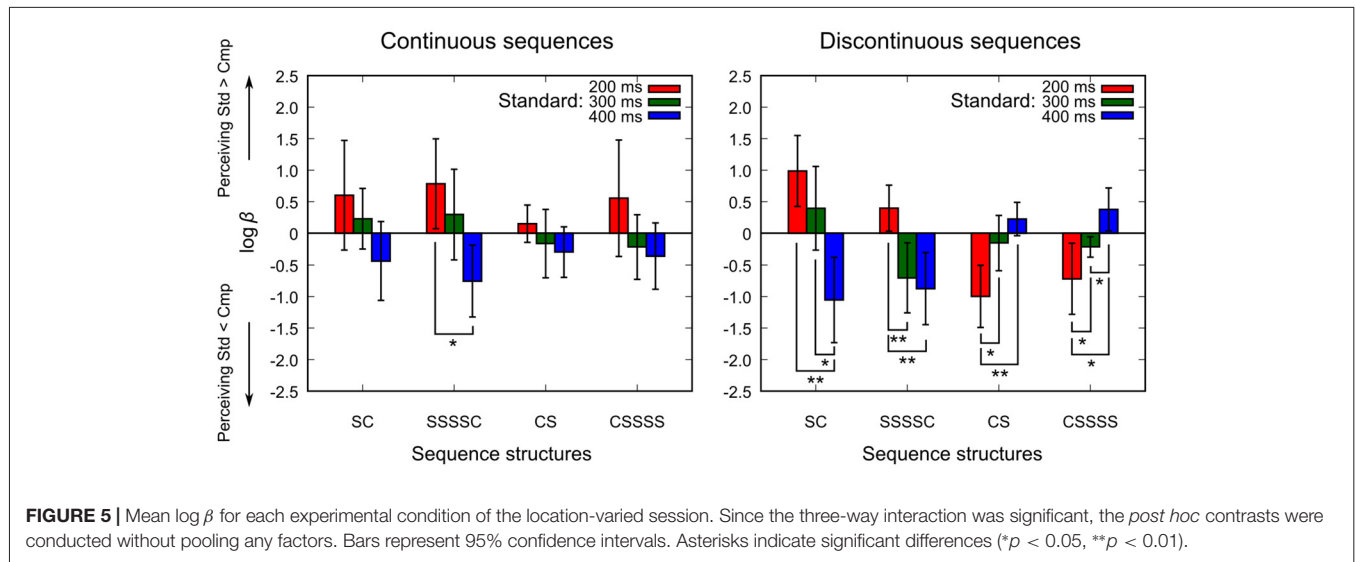 Continuous sequences
Discontinuous sequences
Perceiving Std > Cmp
log β
Perceiving Std < Cmp
2.5
2.0
1.5
1.0
0.5
0
-0.5
-1.0
-1.5
-2.0
-2.5
Standard:
200 ms
300 ms
400 ms
*
SC
SSSSC
CS
CSSSS
Sequence structures
2.5
2.0
1.5
1.0
0.5
0
-0.5
-1.0
-1.5
-2.0
-2.5
Standard:
200 ms
300 ms
400 ms
*
**
**
**
*
**
*
*
*
SC
SSSSC
CS
CSSSS
Sequence structures
FIGURE 5 | Mean log β for each experimental condition of the location-varied session. Since the three-way interaction was significant, the post hoc contrasts were
conducted without pooling any factors. Bars represent 95% confidence intervals. Asterisks indicate significant differences (*p < 0.05, **p < 0.01).